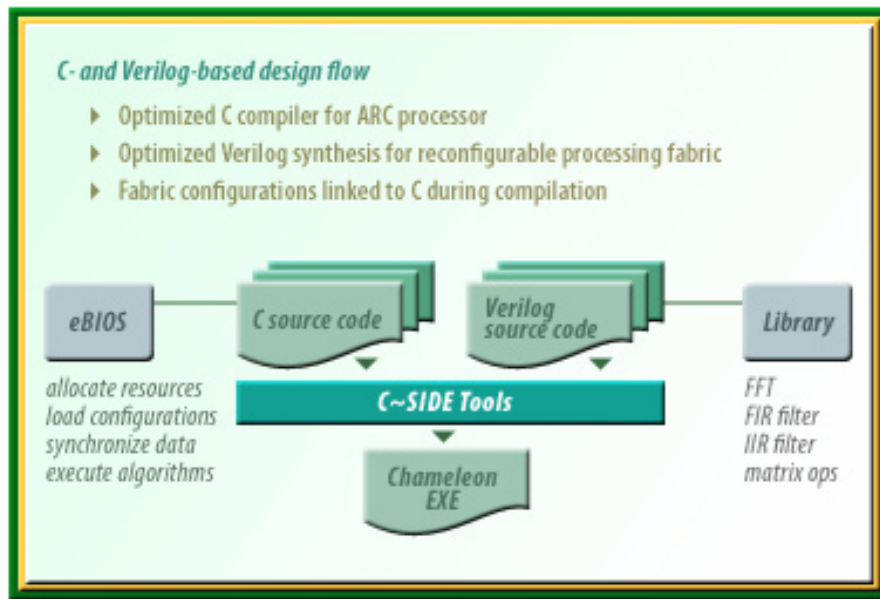 C- and Verilog-based design flow
Optimized C compiler for ARC processor
Optimized Verilog synthesis for reconfigurable processing fabric
Fabric configurations linked to C during compilation
eBIOS
C source code
Verilog
source code
Library
allocate resources
load configurations
synchronize data
execute algorithms
C~SIDE Tools
FFT
FIR filter
IIR filter
matrix ops
Chameleon
EXE